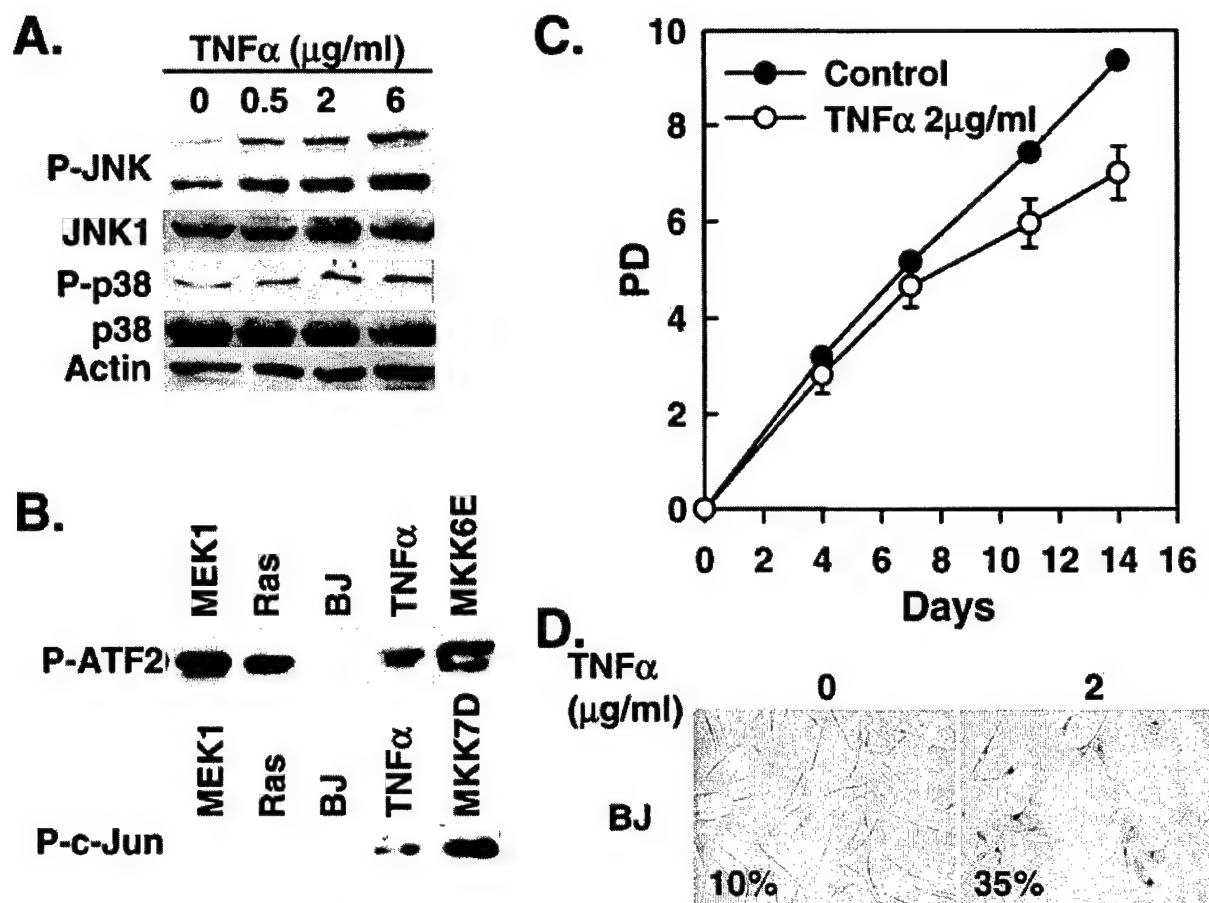 A.
TNFα (μg/ml)
0 0.5 2 6
P-JNK
JNK1
P-p38
p38
Actin
B.
MEK1 Ras BJ TNFα MKK6E
P-ATF2
MEK1 Ras BJ TNFα MKK7D
P-c-Jun
C.
10
8
6
4
2
0
PD
Control
TNFα 2μg/ml
0 2 4 6 8 10 12 14 16
Days
D.
TNFα
(μg/ml)
0 2
BJ
10% 35%